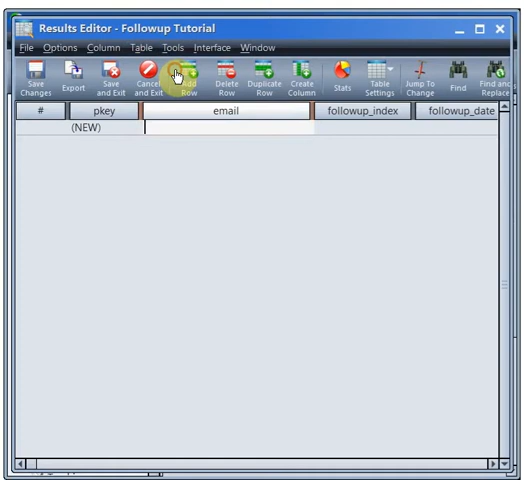 Results Editor - Followup Tutorial
File Options Column Table Tools Interface Window
Save Changes Export Save and Exit Cancel and Exit Add Row Delete Row Duplicate Row Create Column Stats Table Settings Jump To Change Find Find and Replace
# pkey email followup_index followup_date
(NEW)